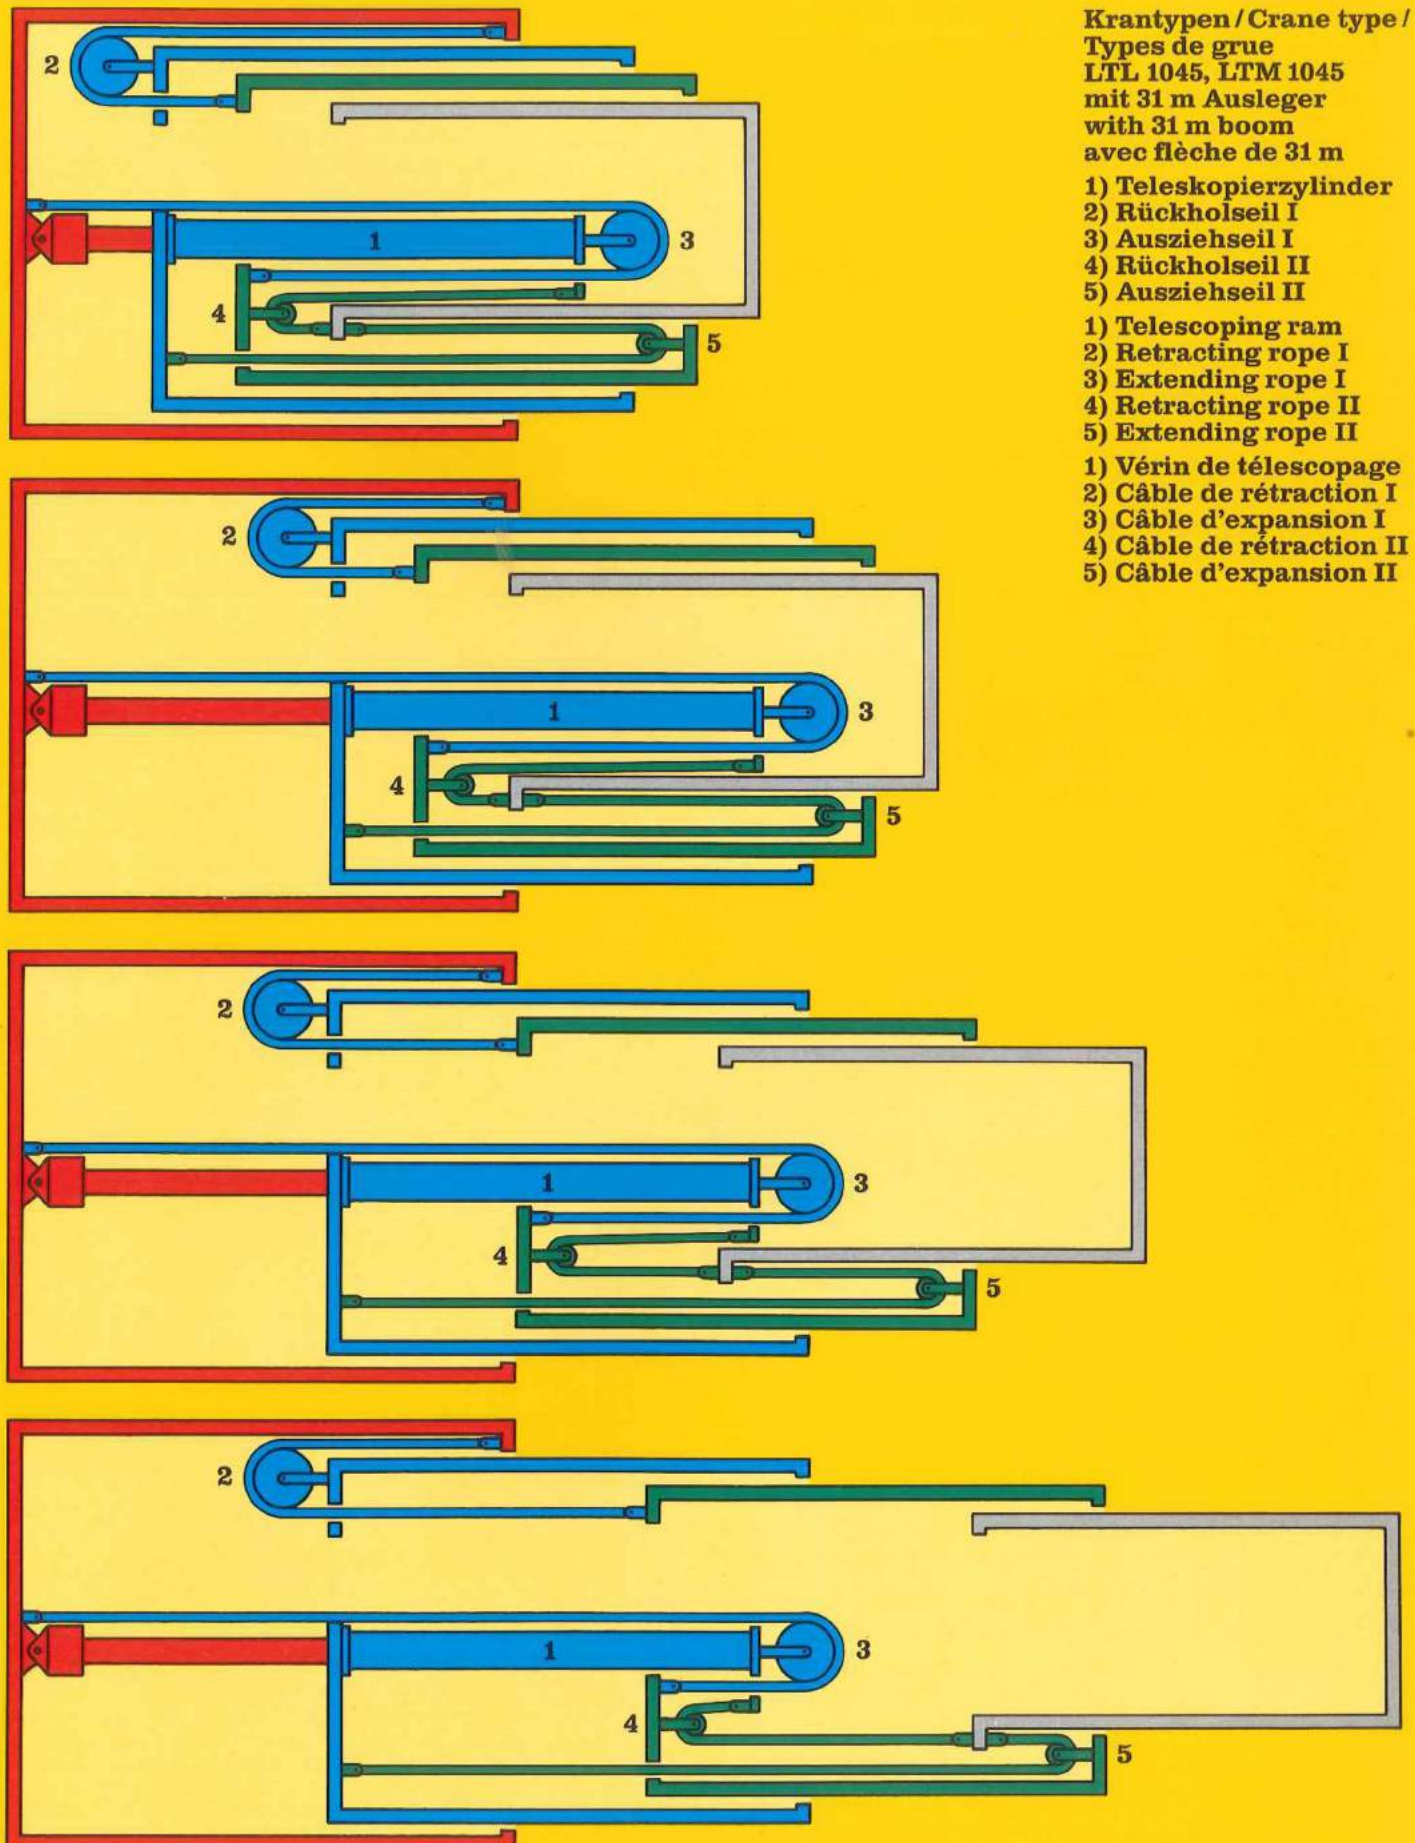 Krantypen / Crane type /
Types de grue
LTL 1045, LTM 1045
mit 31 m Ausleger
with 31 m boom
avec flèche de 31 m
1) Teleskopierzylinder
2) Rückholseil I
3) Ausziehseil I
4) Rückholseil II
5) Ausziehseil II
1) Telescoping ram
2) Retracting rope I
3) Extending rope I
4) Retracting rope II
5) Extending rope II
1) Vérin de télescopage
2) Câble de rétraction I
3) Câble d'expansion I
4) Câble de rétraction II
5) Câble d'expansion II
2
1
3
4
5
2
1
3
4
5
2
1
3
4
5
2
1
3
4
5